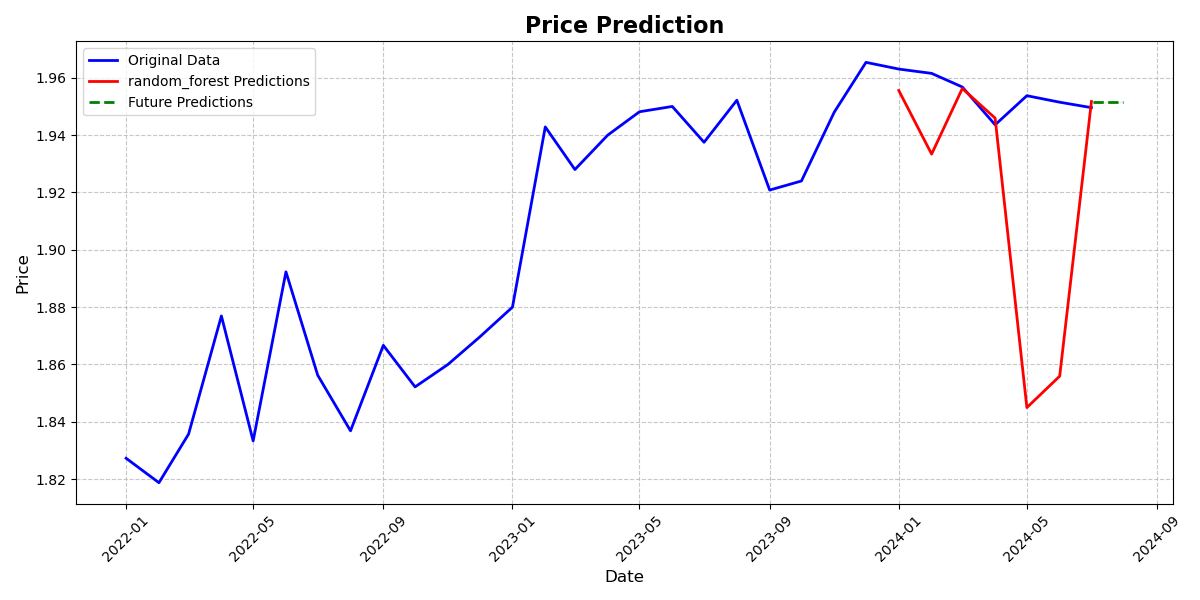 Price Prediction
Original Data
random_forest Predictions
Future Predictions
Price
1.96
1.94
1.92
1.90
1.88
1.86
1.84
1.82
2022-01
2022-05
2022-09
2023-01
2023-05
2023-09
2024-01
2024-05
2024-09
Date